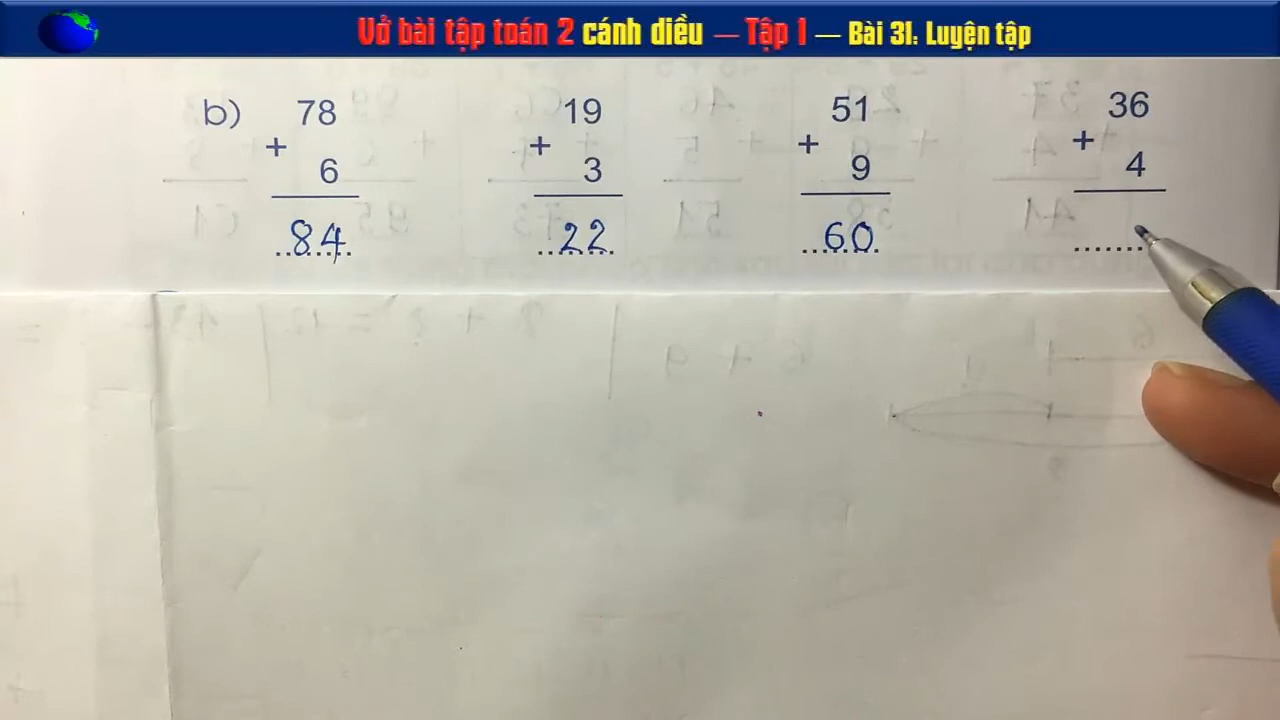 Vở bài tập toán 2 cánh diều – Tập 1 – Bài 31: Luyện tập
b) 78 19 51 36
+ + + +
6 3 9 4
84 22 60 ........